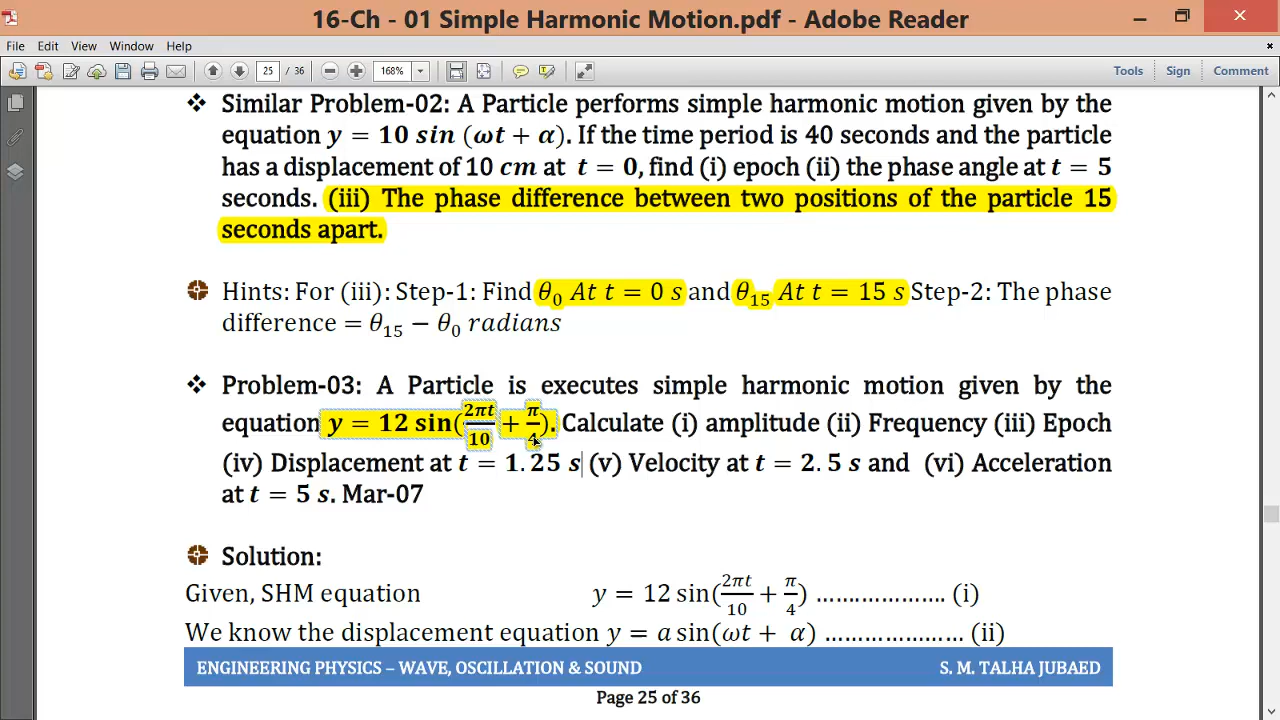 16-Ch - 01 Simple Harmonic Motion.pdf - Adobe Reader
File Edit View Window Help
25 / 36 168% Tools Sign Comment
❖ Similar Problem-02: A Particle performs simple harmonic motion given by the
equation y = 10 sin (ωt + α). If the time period is 40 seconds and the particle
has a displacement of 10 cm at t = 0, find (i) epoch (ii) the phase angle at t = 5
seconds. (iii) The phase difference between two positions of the particle 15
seconds apart.
Hints: For (iii): Step-1: Find θ₀ At t = 0 s and θ₁₅ At t = 15 s Step-2: The phase
difference = θ₁₅ − θ₀ radians
❖ Problem-03: A Particle is executes simple harmonic motion given by the
equation y = 12 sin(2πt/10 + π/4). Calculate (i) amplitude (ii) Frequency (iii) Epoch
(iv) Displacement at t = 1.25 s (v) Velocity at t = 2.5 s and (vi) Acceleration
at t = 5 s. Mar-07
Solution:
Given, SHM equation y = 12 sin(2πt/10 + π/4) ………………… (i)
We know the displacement equation y = a sin(ωt + α) ………………… (ii)
ENGINEERING PHYSICS – WAVE, OSCILLATION & SOUND S. M. TALHA JUBAED
Page 25 of 36